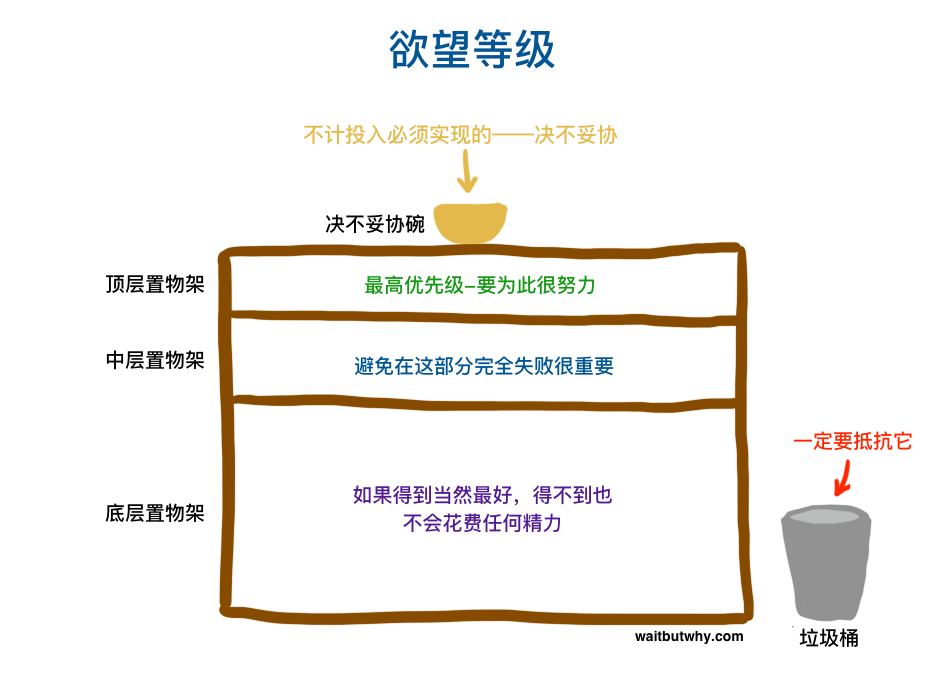 欲望等级
不计投入必须实现的——决不妥协
决不妥协碗
顶层置物架
最高优先级-要为此很努力
中层置物架
避免在这部分完全失败很重要
一定要抵抗它
底层置物架
如果得到当然最好，得不到也
不会花费任何精力
waitbutwhy.com
垃圾桶